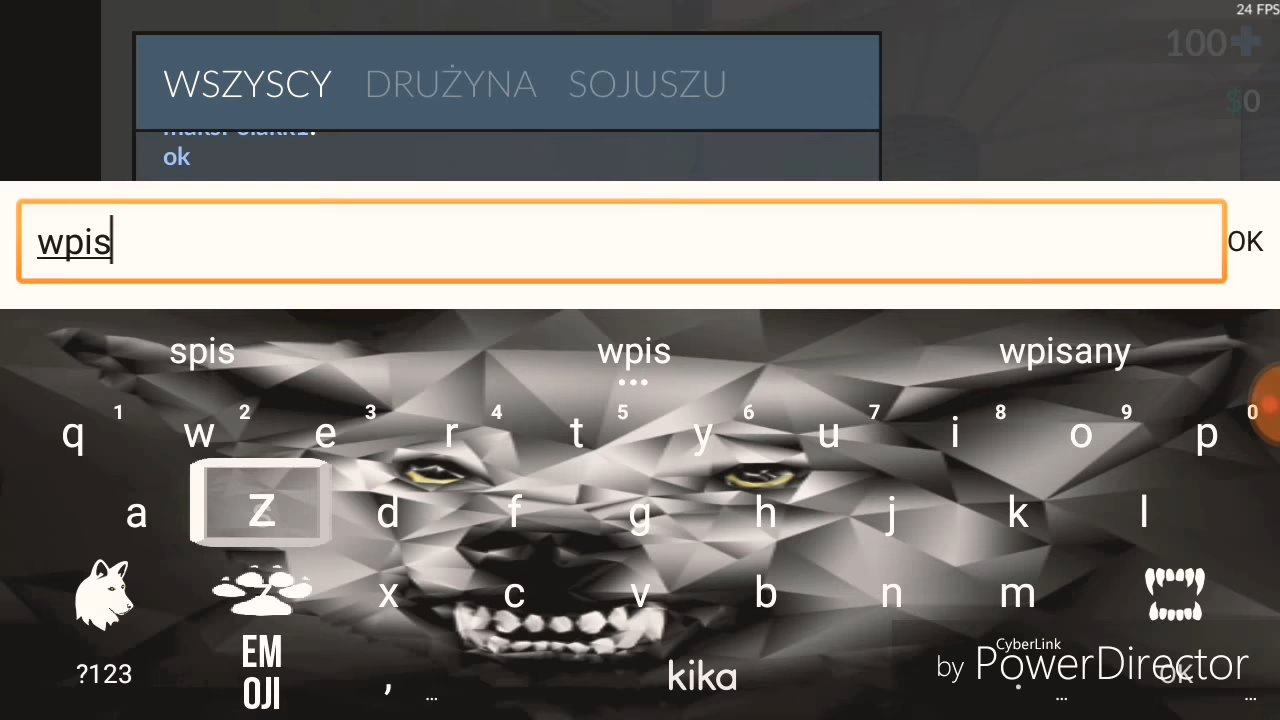 24 FPS
100
WSZYSCY DRUŻYNA SOJUSZU
$0
ok
wpis
OK
spis wpis wpisany
1 2 3 4 5 6 7 8 9 0
q w e r t y u i o p
a z d f g h j k l
z x c v b n m
?123 EM
OJI , ... kika . ... OK ...
CyberLink
by PowerDirector